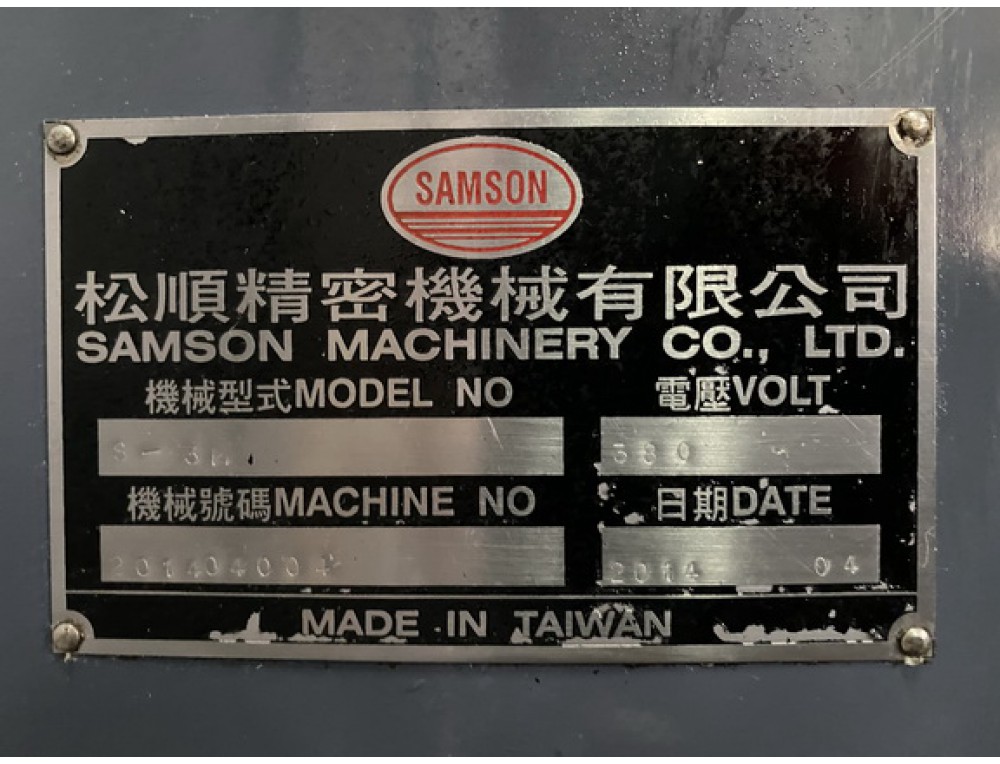 SAMSON
松順精密機械有限公司
SAMSON MACHINERY CO., LTD.
機械型式MODEL NO
電壓VOLT
380
機械號碼MACHINE NO
日期DATE
201404004
2014 04
MADE IN TAIWAN